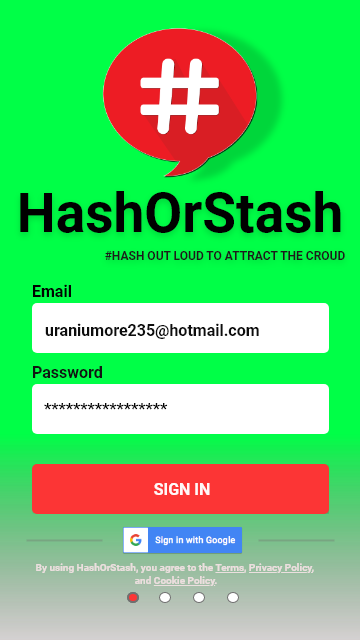 #
HashOrStash
#HASH OUT LOUD TO ATTRACT THE CROUD
Email
uraniumore235@hotmail.com
Password
*****************
SIGN IN
G Sign in with Google
By using HashOrStash, you agree to the Terms, Privacy Policy,
and Cookie Policy.